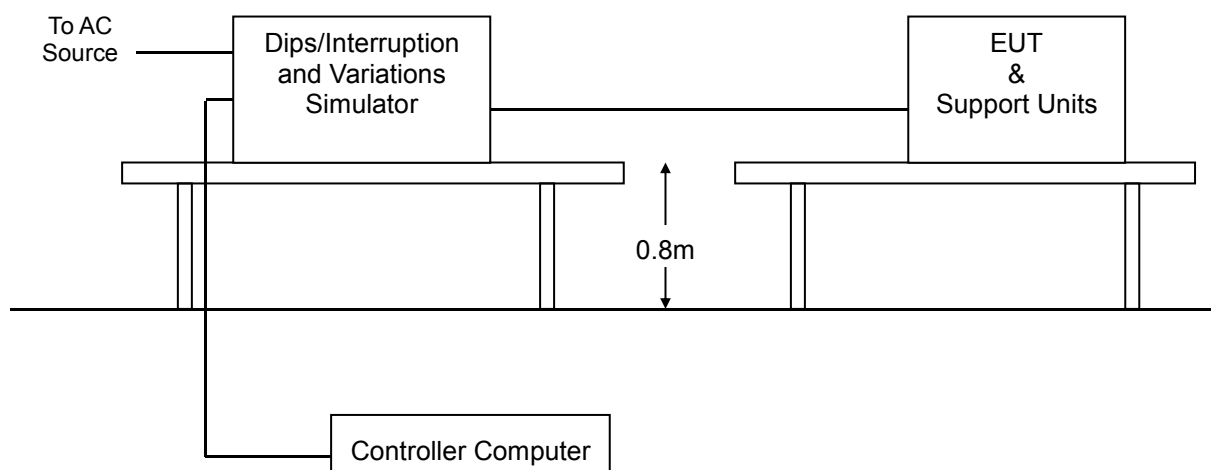 To AC
Source
Dips/Interruption
and Variations
Simulator
EUT
&
Support Units
0.8m
Controller Computer